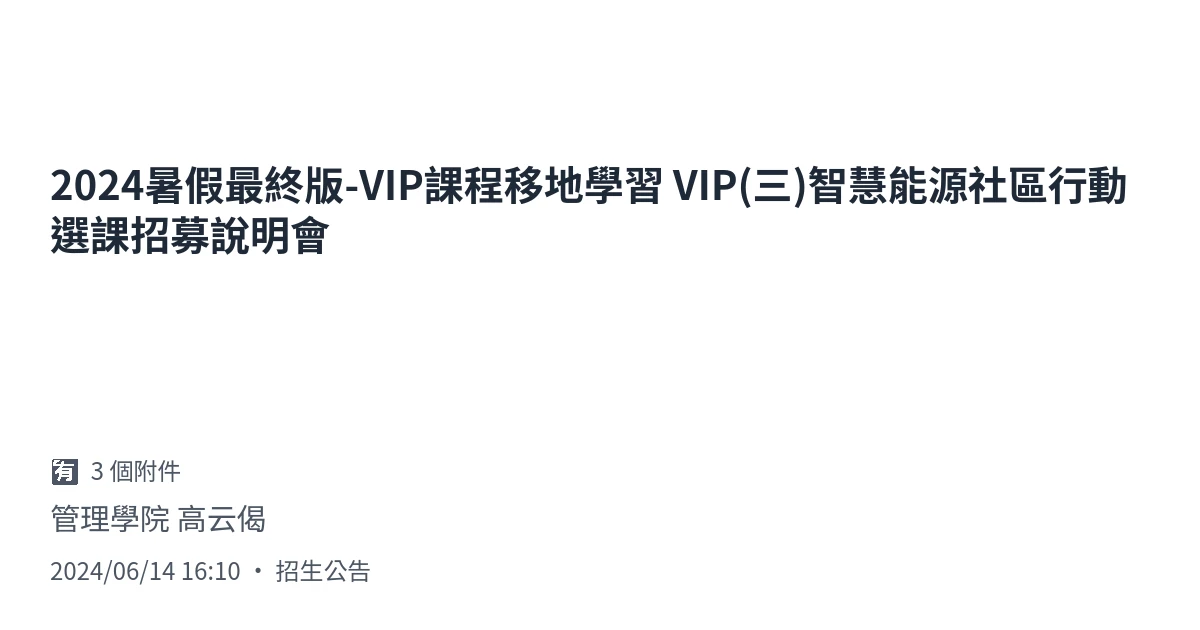 2024暑假最終版-VIP課程移地學習 VIP(三)智慧能源社區行動
選課招募說明會
有 3 個附件
管理學院 高云偈
2024/06/14 16:10 ・ 招生公告